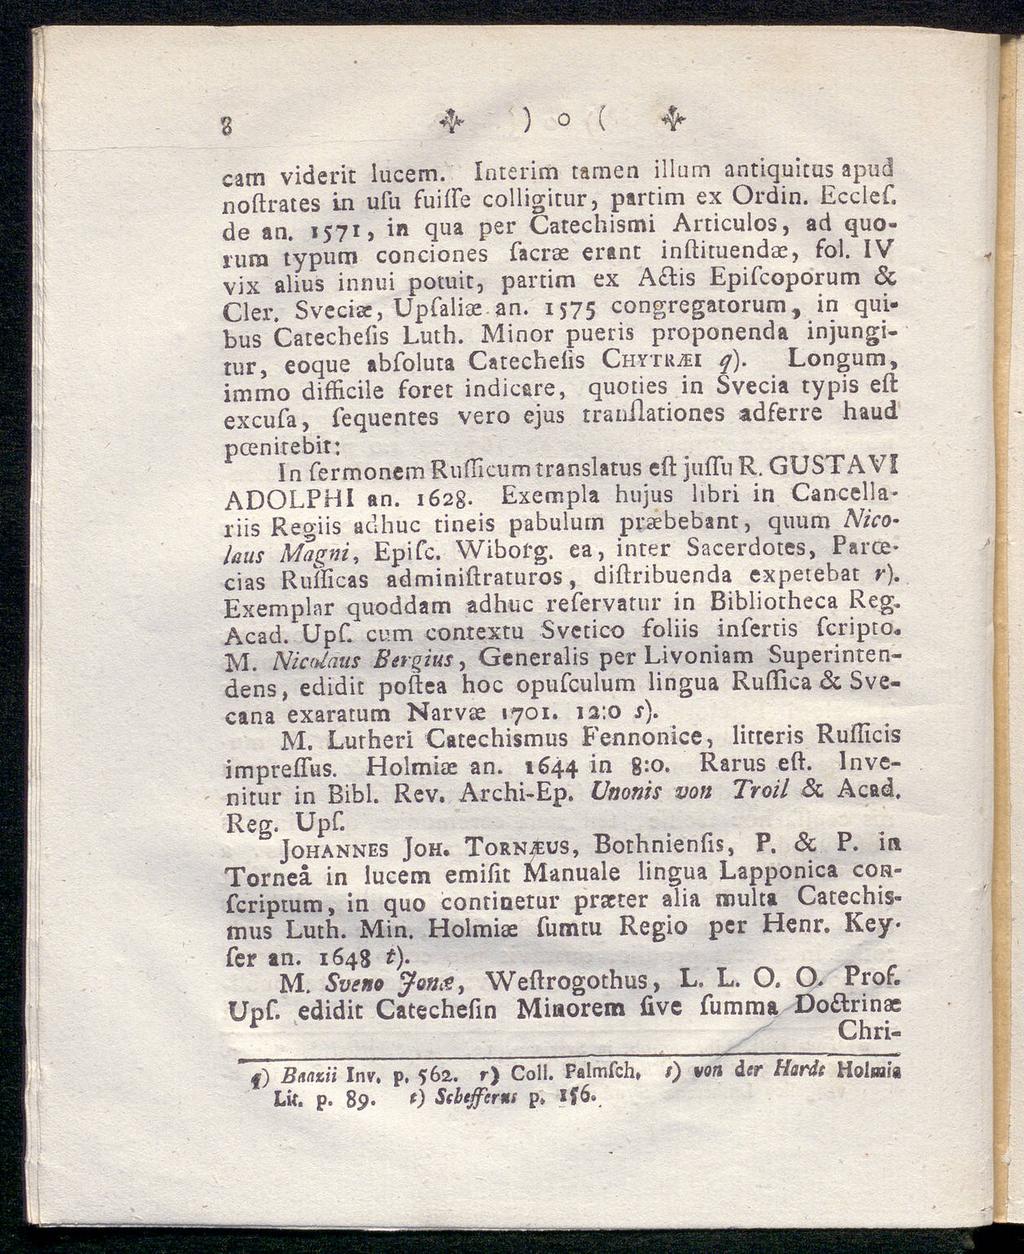 8 ) o (
cam viderit lucem. Interim tamen illum antiquitus apud
noſtrates in uſu fuiſſe colligitur, partim ex Ordin. Eccleſ.
de an. 1571, in qua per Catechismi Articulos, ad quo-
rum typum conciones ſacræ erant inſtituendæ, fol. IV
vix alius innui potuit, partim ex Actis Epiſcoporum &
Cler. Sveciæ, Upſaliæ an. 1575 congregatorum, in qui-
bus Catecheſis Luth. Minor pueris proponenda injungi-
tur, eoque abſoluta Catecheſis CHYTRÆI q). Longum,
immo difficile foret indicare, quoties in Svecia typis eſt
excuſa, ſequentes vero ejus tranſlationes adferre haud
pœnitebit:
In ſermonem Ruſſicum translatus eſt juſſu R. GUSTAVI
ADOLPHI an. 1628. Exempla hujus libri in Cancella-
riis Regiis adhuc tineis pabulum præbebant, quum Nico-
laus Magni, Epiſc. Wiborg. ea, inter Sacerdotes, Parœ-
cias Ruſſicas adminiſtraturos, diſtribuenda expetebat r).
Exemplar quoddam adhuc reſervatur in Bibliotheca Reg.
Acad. Upſ. cum contextu Svetico foliis inſertis ſcripto.
M. Nicolaus Bergius, Generalis per Livoniam Superinten-
dens, edidit poſtea hoc opuſculum lingua Ruſſica & Sve-
cana exaratum Narvæ 1701. 12:o s).
M. Lutheri Catechismus Fennonice, litteris Ruſſicis
impreſſus. Holmiæ an. 1644 in 8:o. Rarus eſt. Inve-
nitur in Bibl. Rev. Archi-Ep. Unonis von Troil & Acad.
Reg. Upſ.
JOHANNES JOH. TORNÆUS, Bothnienſis, P. & P. in
Torneå in lucem emiſit Manuale lingua Lapponica con-
ſcriptum, in quo continetur præter alia multa Catechis-
mus Luth. Min. Holmiæ ſumtu Regio per Henr. Key-
ſer an. 1648 t).
M. Sveno Jonæ, Weſtrogothus, L. L. O. O. Prof.
Upſ. edidit Catecheſin Minorem ſive ſumma Doctrinæ
Chri-
q) Baazii Inv. p. 562. r) Coll. Palmſch. s) von der Hardt Holmia
Lit. p. 89. t) Schefferus p. 156.